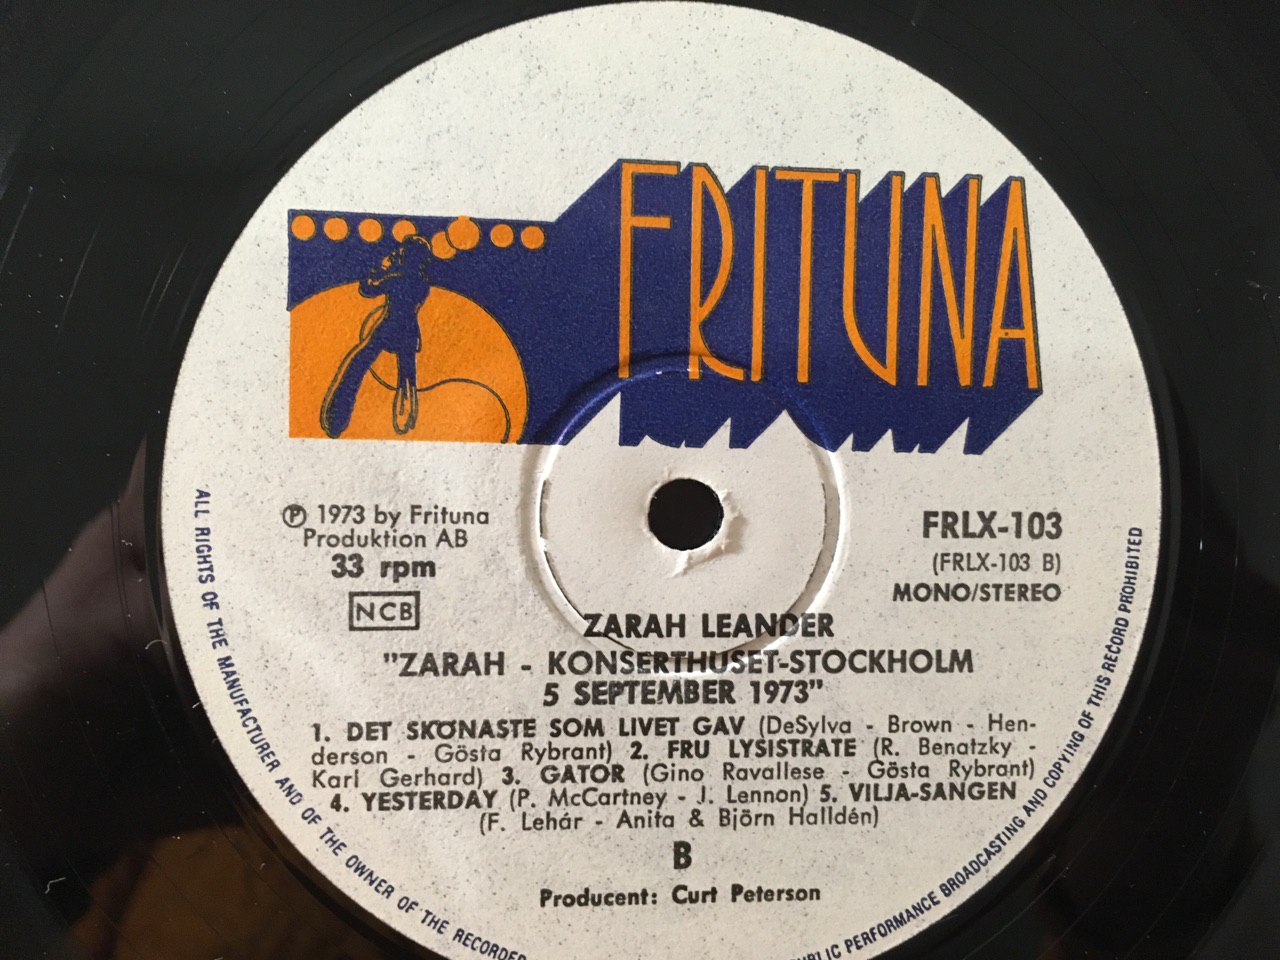 FRITUNA
Ⓟ 1973 by Frituna
Produktion AB
33 rpm
NCB
FRLX-103
(FRLX-103 B)
MONO/STEREO
ZARAH LEANDER
"ZARAH - KONSERTHUSET-STOCKHOLM
5 SEPTEMBER 1973"
1. DET SKÖNASTE SOM LIVET GAV (DeSylva - Brown - Hen-
derson - Gösta Rybrant) 2. FRU LYSISTRATE (R. Benatzky -
Karl Gerhard) 3. GATOR (Gino Ravallese - Gösta Rybrant)
4. YESTERDAY (P. McCartney - J. Lennon) 5. VILJA-SANGEN
(F. Lehár - Anita & Björn Halldén)
B
Producent: Curt Peterson
ALL RIGHTS OF THE MANUFACTURER AND OF THE OWNER OF THE RECORDED
PERFORMANCE BROADCASTING AND COPYING OF THIS RECORD PROHIBITED